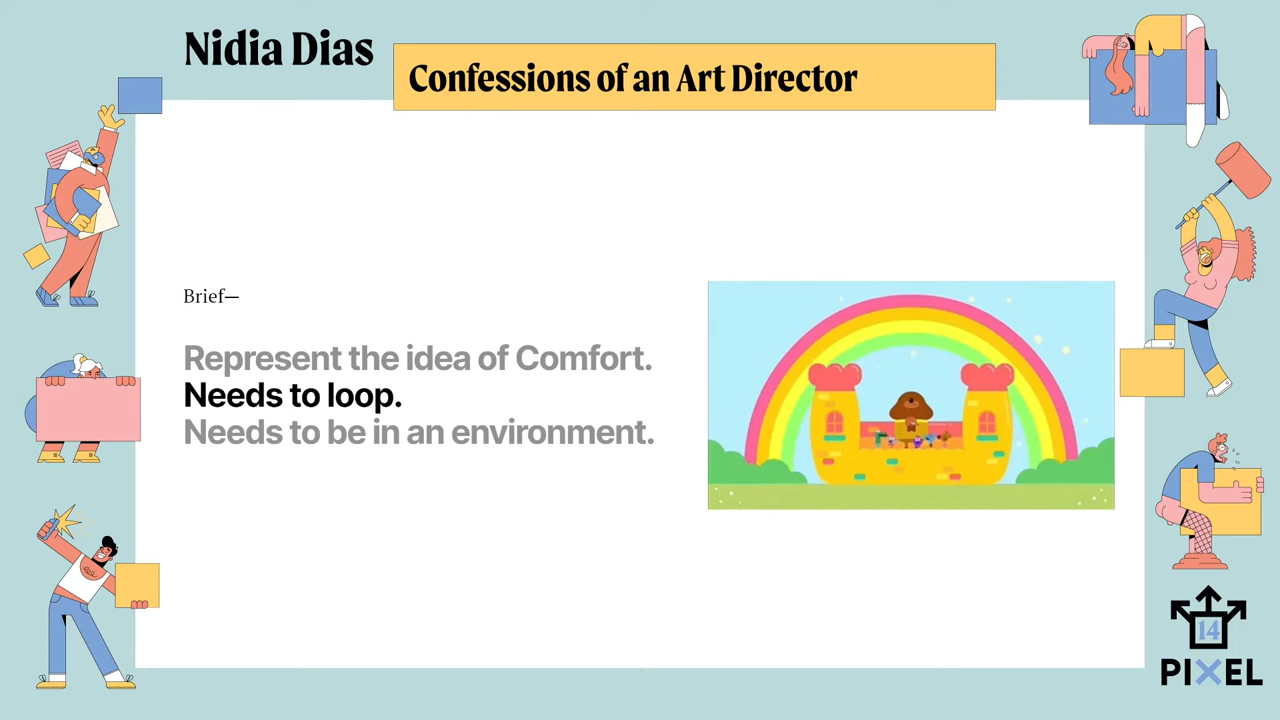 Nidia Dias
Confessions of an Art Director
Brief—
Represent the idea of Comfort.
Needs to loop.
Needs to be in an environment.
14
PIXEL